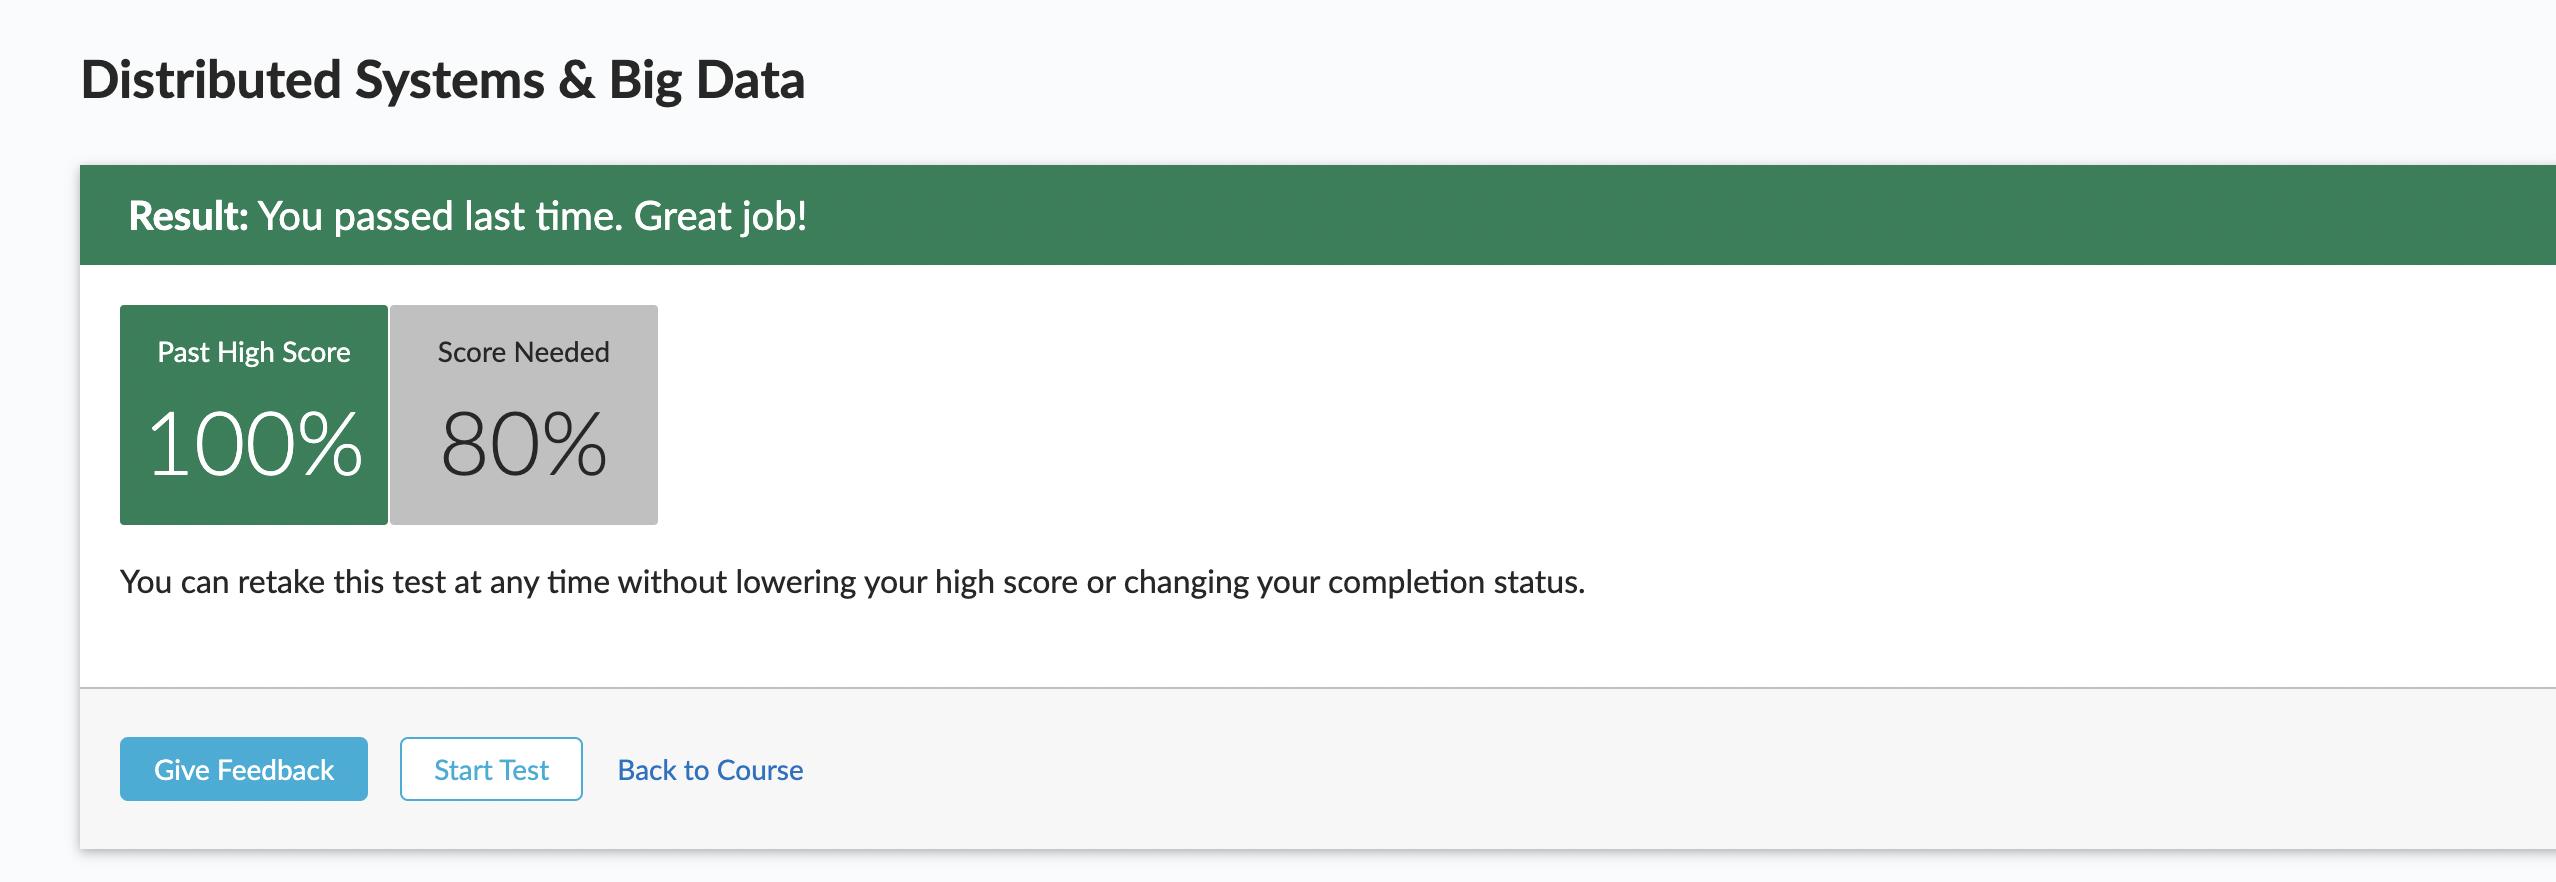 Distributed Systems & Big Data
Result: You passed last time. Great job!
Past High Score
100%
Score Needed
80%
You can retake this test at any time without lowering your high score or changing your completion status.
Give Feedback
Start Test
Back to Course